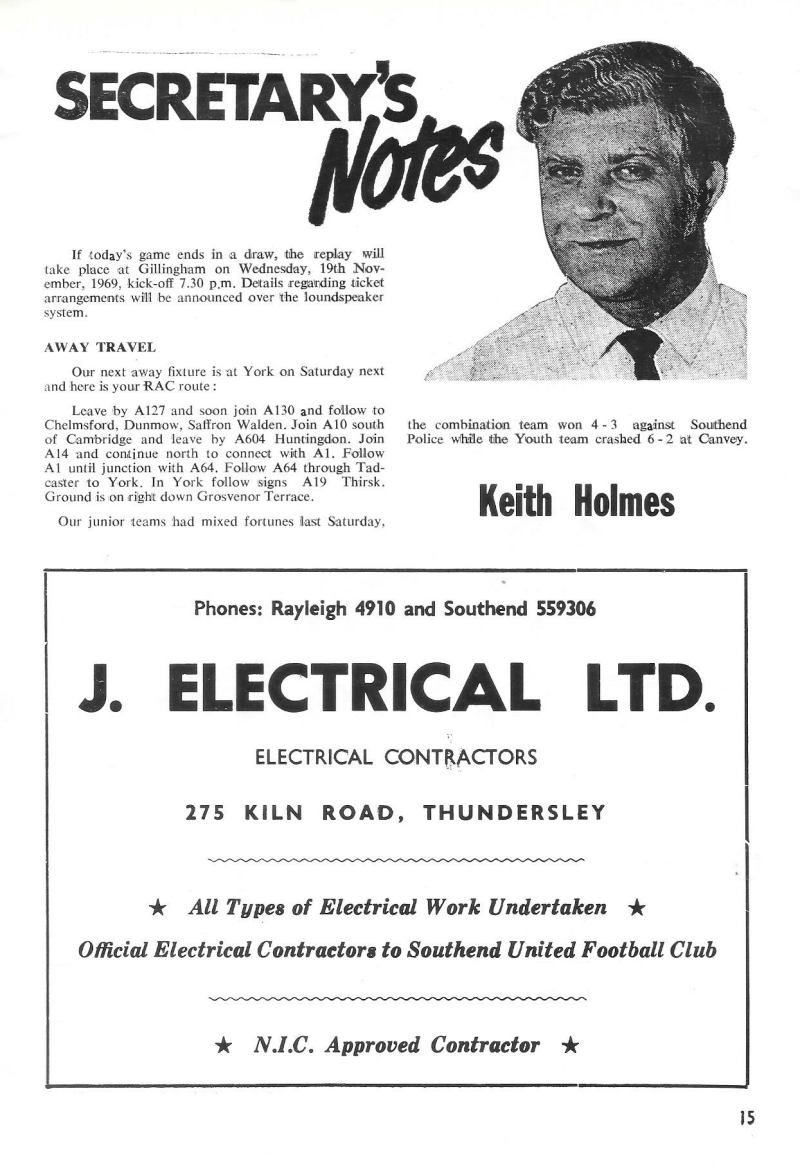 SECRETARY'S
Notes
If today's game ends in a draw, the replay will
take place at Gillingham on Wednesday, 19th Nov-
ember, 1969, kick-off 7.30 p.m. Details regarding ticket
arrangements will be announced over the loundspeaker
system.
AWAY TRAVEL
Our next away fixture is at York on Saturday next
and here is your RAC route :
Leave by A127 and soon join A130 and follow to
Chelmsford, Dunmow, Saffron Walden. Join A10 south
of Cambridge and leave by A604 Huntingdon. Join
A14 and continue north to connect with A1. Follow
A1 until junction with A64. Follow A64 through Tad-
caster to York. In York follow signs A19 Thirsk.
Ground is on right down Grosvenor Terrace.
Our junior teams had mixed fortunes last Saturday,
the combination team won 4 - 3 against Southend
Police while the Youth team crashed 6 - 2 at Canvey.
Keith Holmes
Phones: Rayleigh 4910 and Southend 559306
J. ELECTRICAL LTD.
ELECTRICAL CONTRACTORS
275 KILN ROAD, THUNDERSLEY
★ All Types of Electrical Work Undertaken ★
Official Electrical Contractors to Southend United Football Club
★ N.I.C. Approved Contractor ★
15